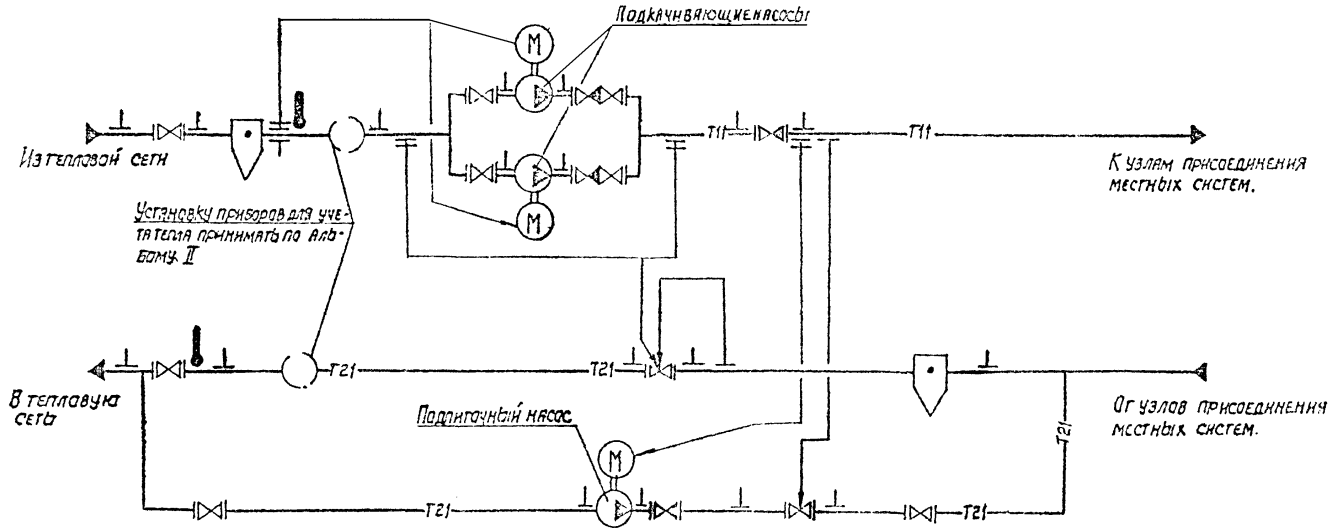 Подкачивающие насосы
М
Из тепловой сети
Т11
Т11
К узлам присоединения
местных систем.
Установку приборов для уче-
та тепла принимать по Аль-
бому II
М
Т21
Т21
В тепловую
сеть
Подпиточный насос
От узлов присоединения
местных систем.
Т21
М
Т21
Т21